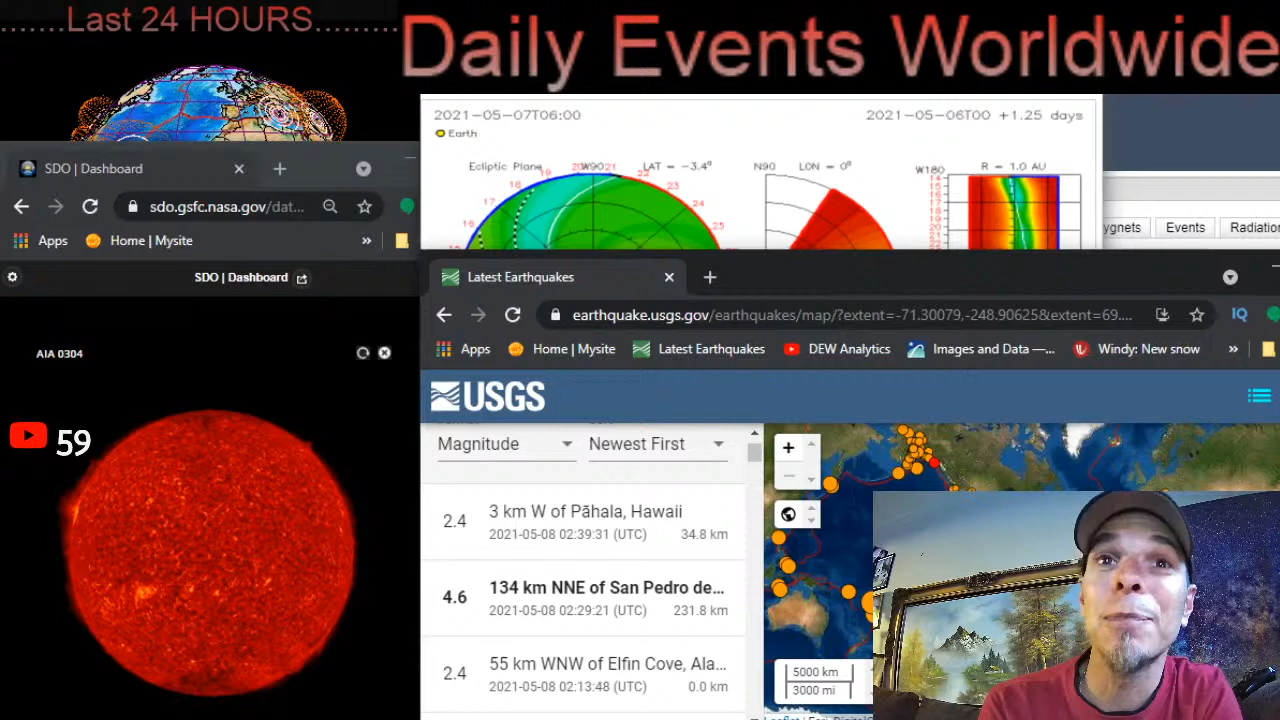 .......Last 24 HOURS.........
Daily Events Worldwide
2021-05-07T06:00
2021-05-06T00 +1.25 days
Earth
Ecliptic Plane
W90
LAT = −3.4°
N90
LON = 0°
W180
R = 1.0 AU
SDO | Dashboard
sdo.gsfc.nasa.gov/dat...
Apps
Home | Mysite
»
SDO | Dashboard
AIA 0304
59
ygnets
Events
Radiation
Latest Earthquakes
earthquake.usgs.gov/earthquakes/map/?extent=-71.30079,-248.90625&extent=69....
IQ
Apps
Home | Mysite
Latest Earthquakes
DEW Analytics
Images and Data —...
Windy: New snow
»
USGS
Magnitude
Newest First
2.4
3 km W of Pāhala, Hawaii
2021-05-08 02:39:31 (UTC)
34.8 km
4.6
134 km NNE of San Pedro de...
2021-05-08 02:29:21 (UTC)
231.8 km
2.4
55 km WNW of Elfin Cove, Ala...
2021-05-08 02:13:48 (UTC)
0.0 km
+
−
5000 km
3000 mi